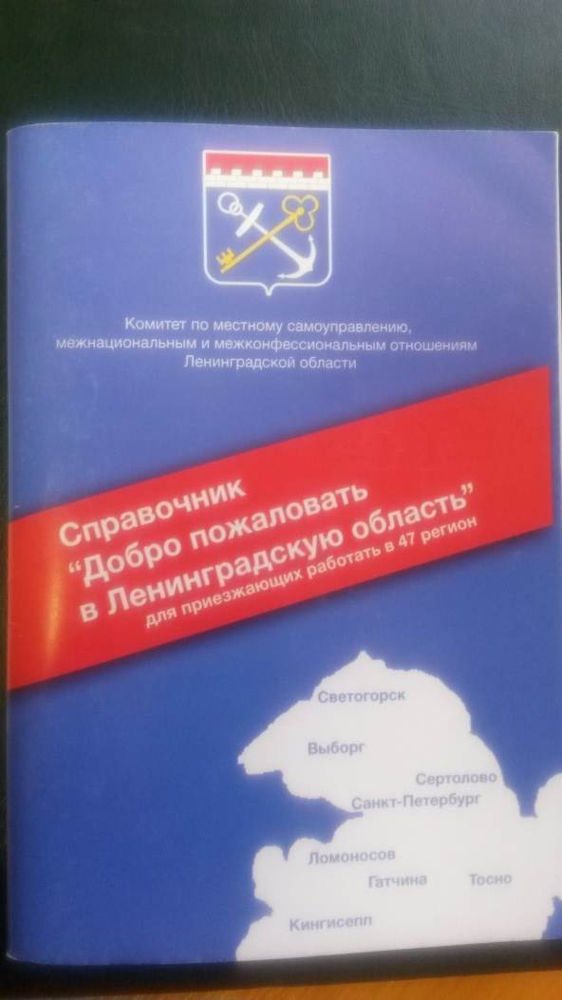 Комитет по местному самоуправлению,
межнациональным и межконфессиональным отношениям
Ленинградской области
Справочник
“Добро пожаловать
в Ленинградскую область”
для приезжающих работать в 47 регион
Светогорск
Выборг
Сертолово
Санкт-Петербург
Ломоносов
Гатчина
Тосно
Кингисепп